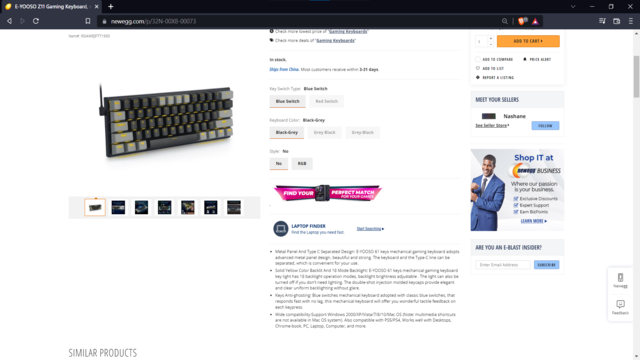 E-YOOSO Z11 Gaming Keyboard,
newegg.com/p/32N-00X8-00073
Check more lowest price of Gaming Keyboards
Check more deals of "Gaming Keyboards"
In stock.
Ships from China. Most customers receive within 5-31 days.
Key Switch Type: Blue Switch
Blue Switch
Red Switch
Keyboard Color: Black-Grey
Black-Grey
Grey-Black
Grey-Black
No
No
RGB
FIND YOUR PERFECT MATCH
LAPTOP FINDER
Find the Laptop you need fast.
Start Searching
Metal Panel And Type C Separated Design: E-YOOSO 61 keys mechanical gaming keyboard adopts
advanced metal panel design, beautiful and strong. The keyboard and the Type-C line can be
separated, which is convenient for your use.
Solid Yellow Color Backlit And 18 Mode Backlight: E-YOOSO 61 keys mechanical gaming keyboard
key light has 18 backlight operation modes, backlight brightness adjustable. The light can also be
turned off if you don't need lighting. The double-shot injection molded keycaps provide elegant
and clear uniform backlighting without glare.
Keys Anti-ghosting: Blue switches mechanical keyboard adopted with classic blue switches, that
responds fast with no lag, this mechanical keyboard will offer you wonderful tactile feedback on
each keypress.
Wide compatibility:Support Windows 2000/XP/Vista/7/8/10/Mac OS (Note: multimedia shortcuts
are not available in Mac OS system). Also compatible with PS5/PS4, Works well with Desktops,
Chrome-book, PC, Laptop, Computer, and more.
SIMILAR PRODUCTS
1
ADD TO CART
ADD TO COMPARE
PRICE ALERT
ADD TO LIST
REPORT A LISTING
MEET YOUR SELLERS
Nashane
See Seller Store
FOLLOW
Shop IT at
NEWEGG BUSINESS
Where our passion
is your business.
Exclusive Discounts
Expert Support
Earn BizPoints
LEARN MORE
ARE YOU AN E-BLAST INSIDER?
Enter Email Address
SUBSCRIBE
Newegg
Feedback